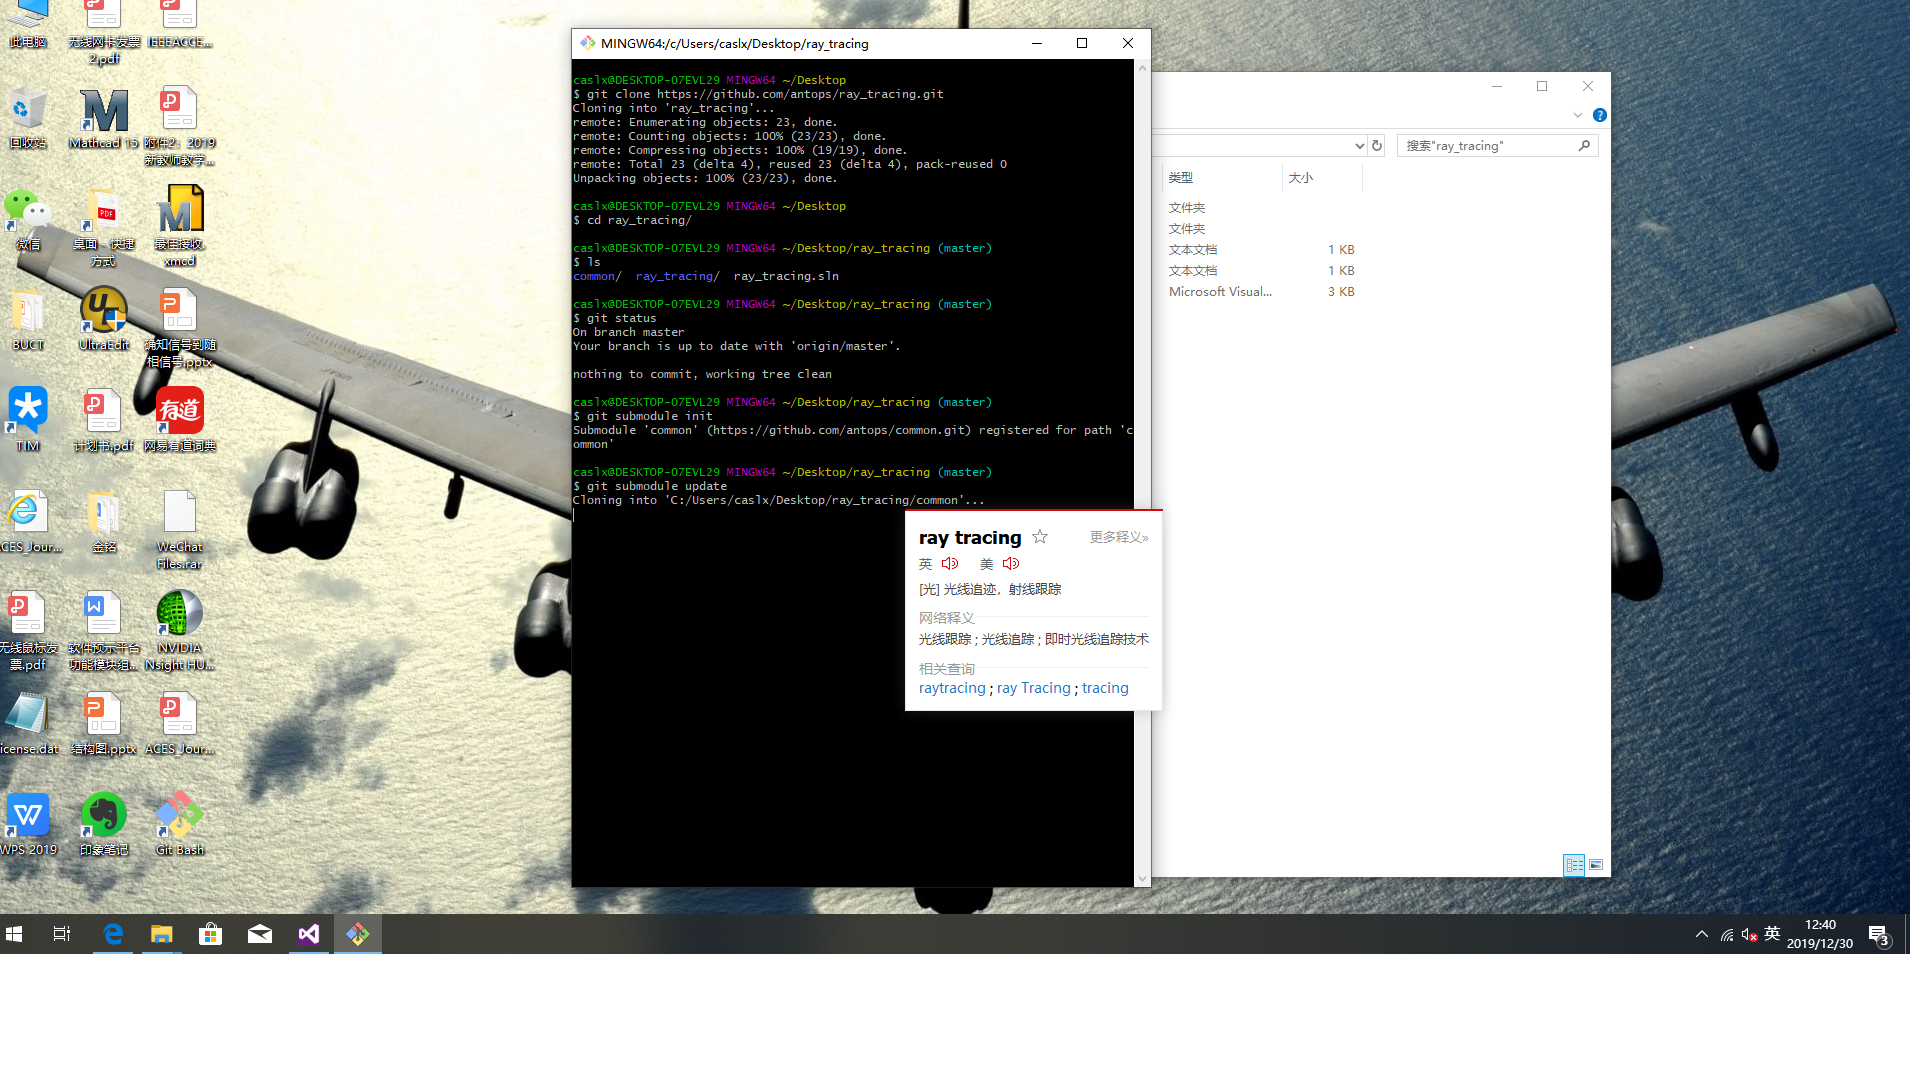 此电脑
无线网卡发票
2.pdf
IEEEACCE...
回收站
Mathcad 15
附件2：2019
新教师教学...
微信
桌面 - 快捷
方式
最佳接收.
xmcd
BUCT
UltraEdit
确知信号到随
相信号.pptx
TIM
计划书.pdf
有道
网易有道词典
ACES_Jour...
金铭
WeChat
Files.rar
无线鼠标发
票.pdf
软件预示平台
功能模块组...
NVIDIA
Nsight HU...
icense.dat
结构图.pptx
ACES_Jour...
WPS 2019
印象笔记
Git Bash
MINGW64:/c/Users/caslx/Desktop/ray_tracing
caslx@DESKTOP-O7EVL29 MINGW64 ~/Desktop
$ git clone https://github.com/antops/ray_tracing.git
Cloning into 'ray_tracing'...
remote: Enumerating objects: 23, done.
remote: Counting objects: 100% (23/23), done.
remote: Compressing objects: 100% (19/19), done.
remote: Total 23 (delta 4), reused 23 (delta 4), pack-reused 0
Unpacking objects: 100% (23/23), done.
caslx@DESKTOP-O7EVL29 MINGW64 ~/Desktop
$ cd ray_tracing/
caslx@DESKTOP-O7EVL29 MINGW64 ~/Desktop/ray_tracing (master)
$ ls
common/  ray_tracing/  ray_tracing.sln
caslx@DESKTOP-O7EVL29 MINGW64 ~/Desktop/ray_tracing (master)
$ git status
On branch master
Your branch is up to date with 'origin/master'.
nothing to commit, working tree clean
caslx@DESKTOP-O7EVL29 MINGW64 ~/Desktop/ray_tracing (master)
$ git submodule init
Submodule 'common' (https://github.com/antops/common.git) registered for path 'c
ommon'
caslx@DESKTOP-O7EVL29 MINGW64 ~/Desktop/ray_tracing (master)
$ git submodule update
Cloning into 'C:/Users/caslx/Desktop/ray_tracing/common'...
ray tracing
更多释义»
英 美
[光] 光线追迹，射线跟踪
网络释义
光线跟踪 ; 光线追踪 ; 即时光线追踪技术
相关查询
raytracing ; ray Tracing ; tracing
搜索"ray_tracing"
类型 大小
文件夹
文件夹
文本文档 1 KB
文本文档 1 KB
Microsoft Visual... 3 KB
英
12:40
2019/12/30
3